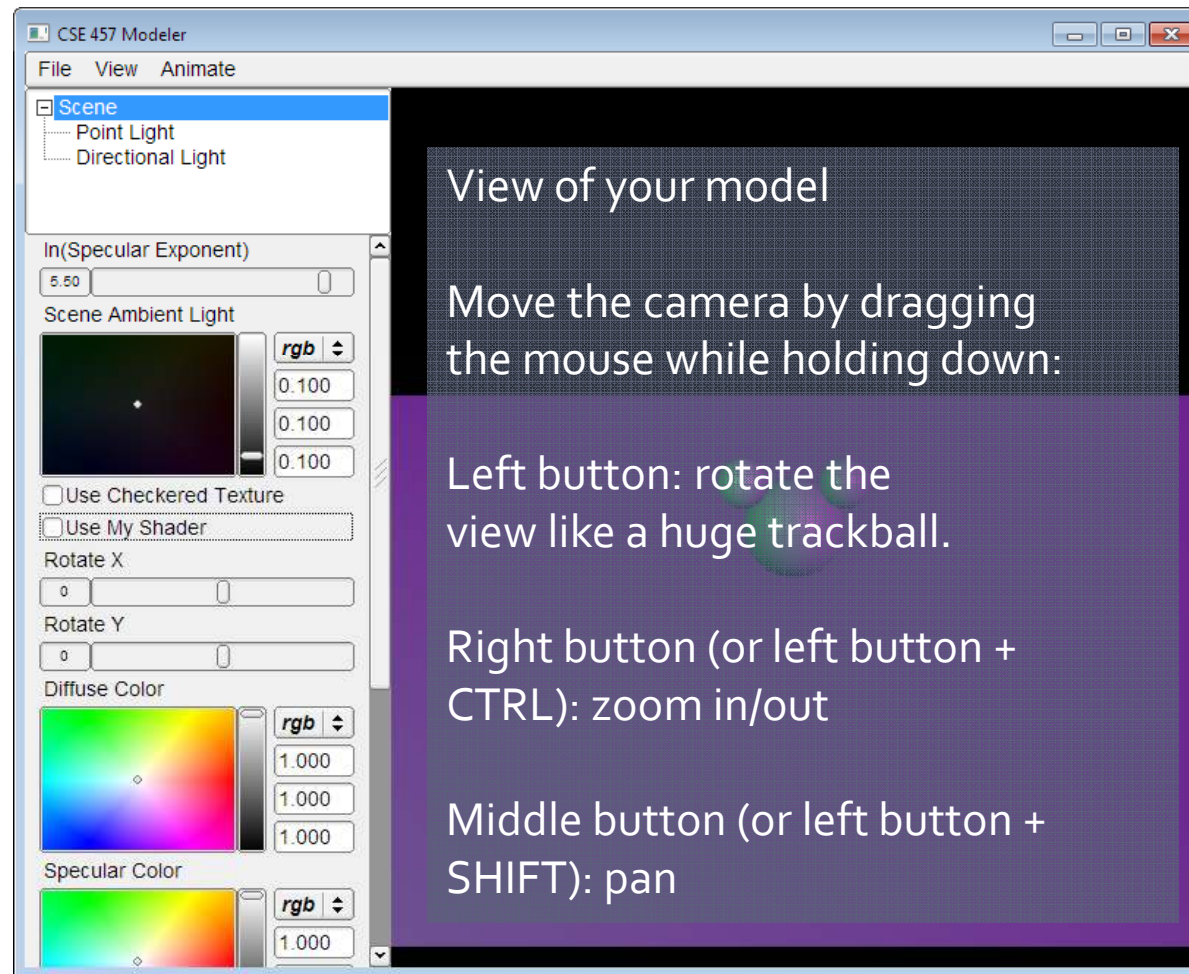 CSE 457 Modeler
File View Animate
Scene
Point Light
Directional Light
ln(Specular Exponent)
5.50
Scene Ambient Light
rgb
0.100
0.100
0.100
Use Checkered Texture
Use My Shader
Rotate X
0
Rotate Y
0
Diffuse Color
rgb
1.000
1.000
1.000
Specular Color
rgb
1.000
View of your model
Move the camera by dragging
the mouse while holding down:
Left button: rotate the
view like a huge trackball.
Right button (or left button +
CTRL): zoom in/out
Middle button (or left button +
SHIFT): pan